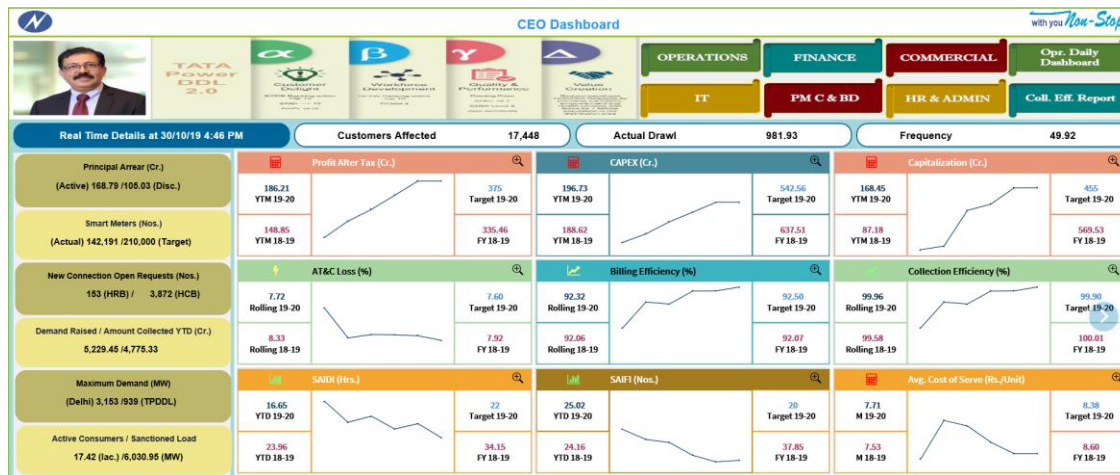 CEO Dashboard
with you Non-Stop
TATA
Power
DDL
2.0
α
Customer
Delight
β
Workforce
Development
γ
Quality &
Performance
Δ
Value
Creation
OPERATIONS
FINANCE
COMMERCIAL
Opr. Daily
Dashboard
IT
PM C & BD
HR & ADMIN
Coll. Eff. Report
Real Time Details at 30/10/19 4:46 PM
Customers Affected 17,448
Actual Drawl 981.93
Frequency 49.92
Principal Arrear (Cr.)
(Active) 168.79 /105.03 (Disc.)
Smart Meters (Nos.)
(Actual) 142,191 /210,000 (Target)
New Connection Open Requests (Nos.)
153 (HRB) / 3,872 (HCB)
Demand Raised / Amount Collected YTD (Cr.)
5,229.45 /4,775.33
Maximum Demand (MW)
(Delhi) 3,153 /939 (TPDDL)
Active Consumers / Sanctioned Load
17.42 (lac.) /6,030.95 (MW)
Profit After Tax (Cr.)
186.21
YTM 19-20
375
Target 19-20
148.85
YTM 18-19
335.46
FY 18-19
CAPEX (Cr.)
196.73
YTM 19-20
542.56
Target 19-20
188.62
YTM 18-19
637.51
FY 18-19
Capitalization (Cr.)
168.45
YTM 19-20
455
Target 19-20
87.18
YTM 18-19
569.53
FY 18-19
AT&C Loss (%)
7.72
Rolling 19-20
7.60
Target 19-20
8.33
Rolling 18-19
7.92
FY 18-19
Billing Efficiency (%)
92.32
Rolling 19-20
92.50
Target 19-20
92.06
Rolling 18-19
92.07
FY 18-19
Collection Efficiency (%)
99.96
Rolling 19-20
99.90
Target 19-20
99.58
Rolling 18-19
100.01
FY 18-19
SAIDI (Hrs.)
16.65
YTD 19-20
22
Target 19-20
23.96
YTD 18-19
34.15
FY 18-19
SAIFI (Nos.)
25.02
YTD 19-20
20
Target 19-20
24.16
YTD 18-19
37.85
FY 18-19
Avg. Cost of Serve (Rs./Unit)
7.71
M 19-20
8.38
Target 19-20
7.53
M 18-19
8.60
FY 18-19